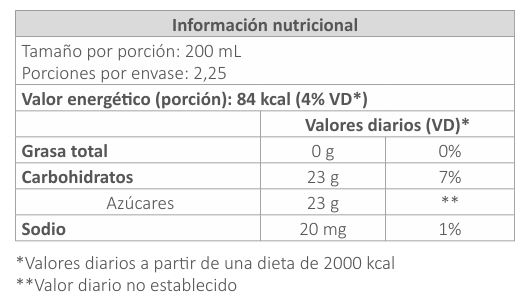 Información nutricional
Tamaño por porción: 200 mL
Porciones por envase: 2,25
Valor energético (porción): 84 kcal (4% VD*)
Valores diarios (VD)*
Grasa total 0 g 0%
Carbohidratos 23 g 7%
Azúcares 23 g **
Sodio 20 mg 1%
*Valores diarios a partir de una dieta de 2000 kcal
**Valor diario no establecido